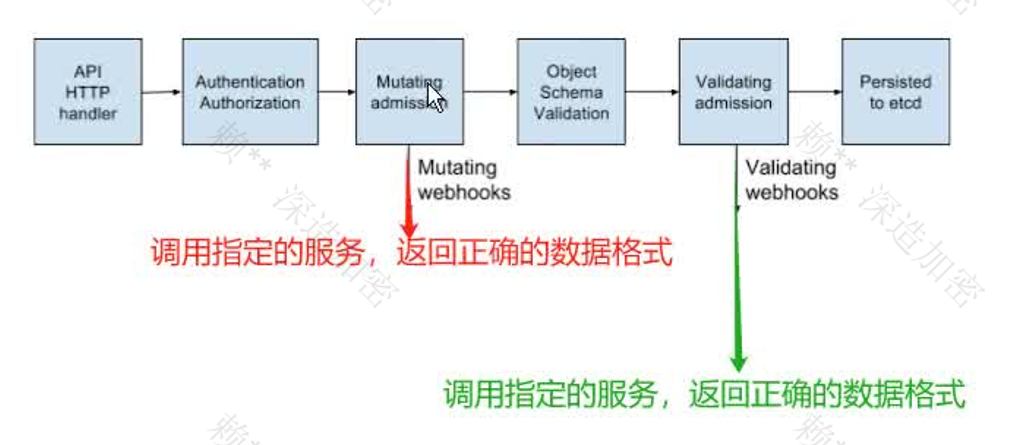 API
HTTP
handler
Authentication
Authorization
Mutating
admission
Object
Schema
Validation
Validating
admission
Persisted
to etcd
Mutating
webhooks
Validating
webhooks
调用指定的服务，返回正确的数据格式
调用指定的服务，返回正确的数据格式
赖** 深造加密
赖** 深造加密